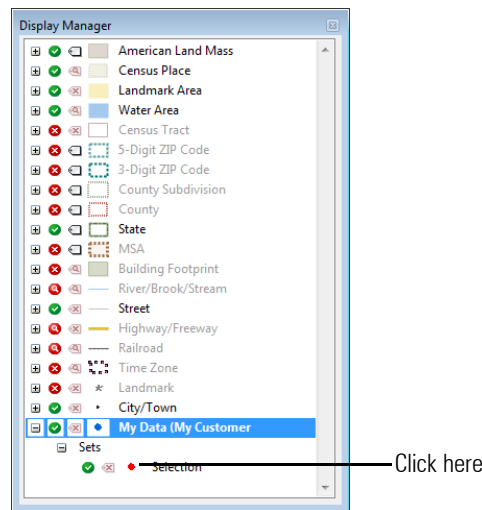 Display Manager
American Land Mass
Census Place
Landmark Area
Water Area
Census Tract
5-Digit ZIP Code
3-Digit ZIP Code
County Subdivision
County
State
MSA
Building Footprint
River/Brook/Stream
Street
Highway/Freeway
Railroad
Time Zone
Landmark
City/Town
My Data (My Customer
Sets
Selection
Click here